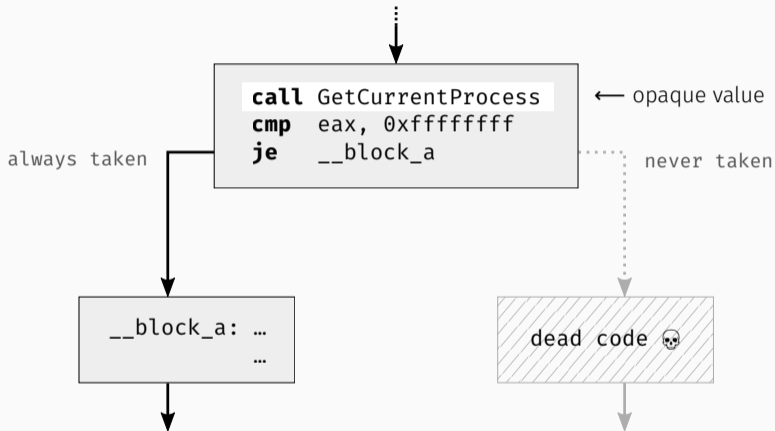 call GetCurrentProcess
⟵ opaque value
cmp eax, 0xffffffff
je __block_a
always taken
never taken
__block_a: …
…
dead code 💀